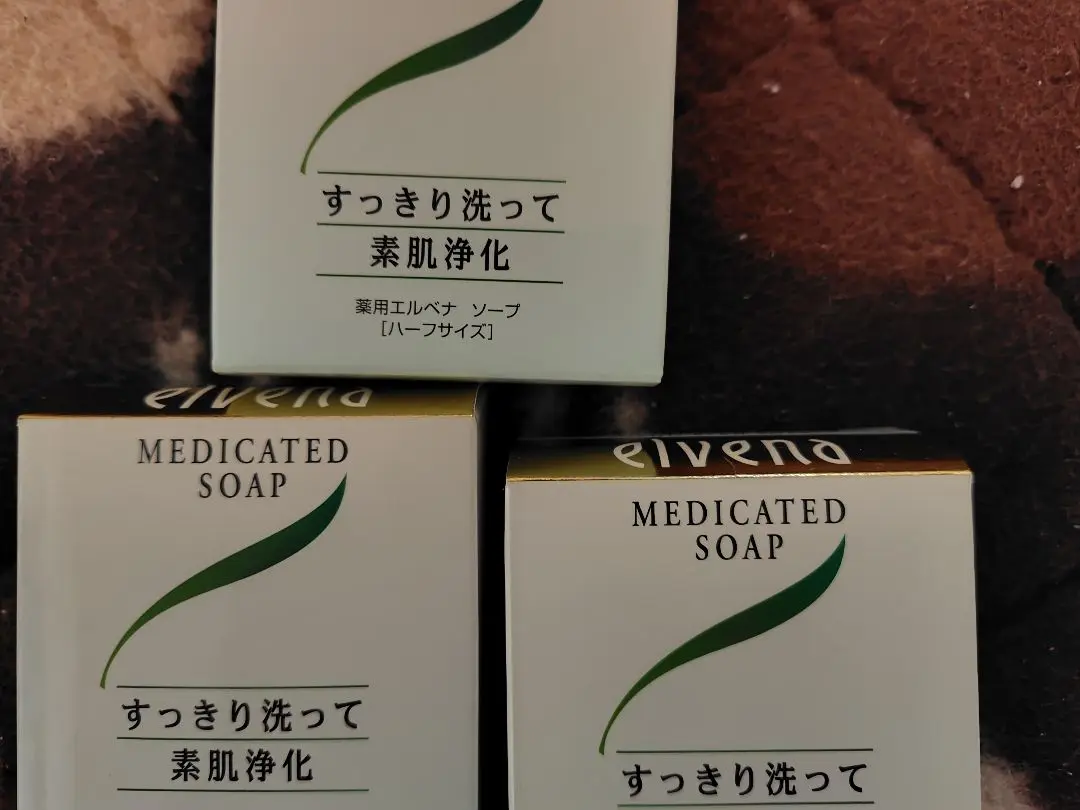 すっきり洗って
素肌浄化
薬用エルベナ ソープ
[ハーフサイズ]
elvena
MEDICATED
SOAP
すっきり洗って
素肌浄化
elvena
MEDICATED
SOAP
すっきり洗って